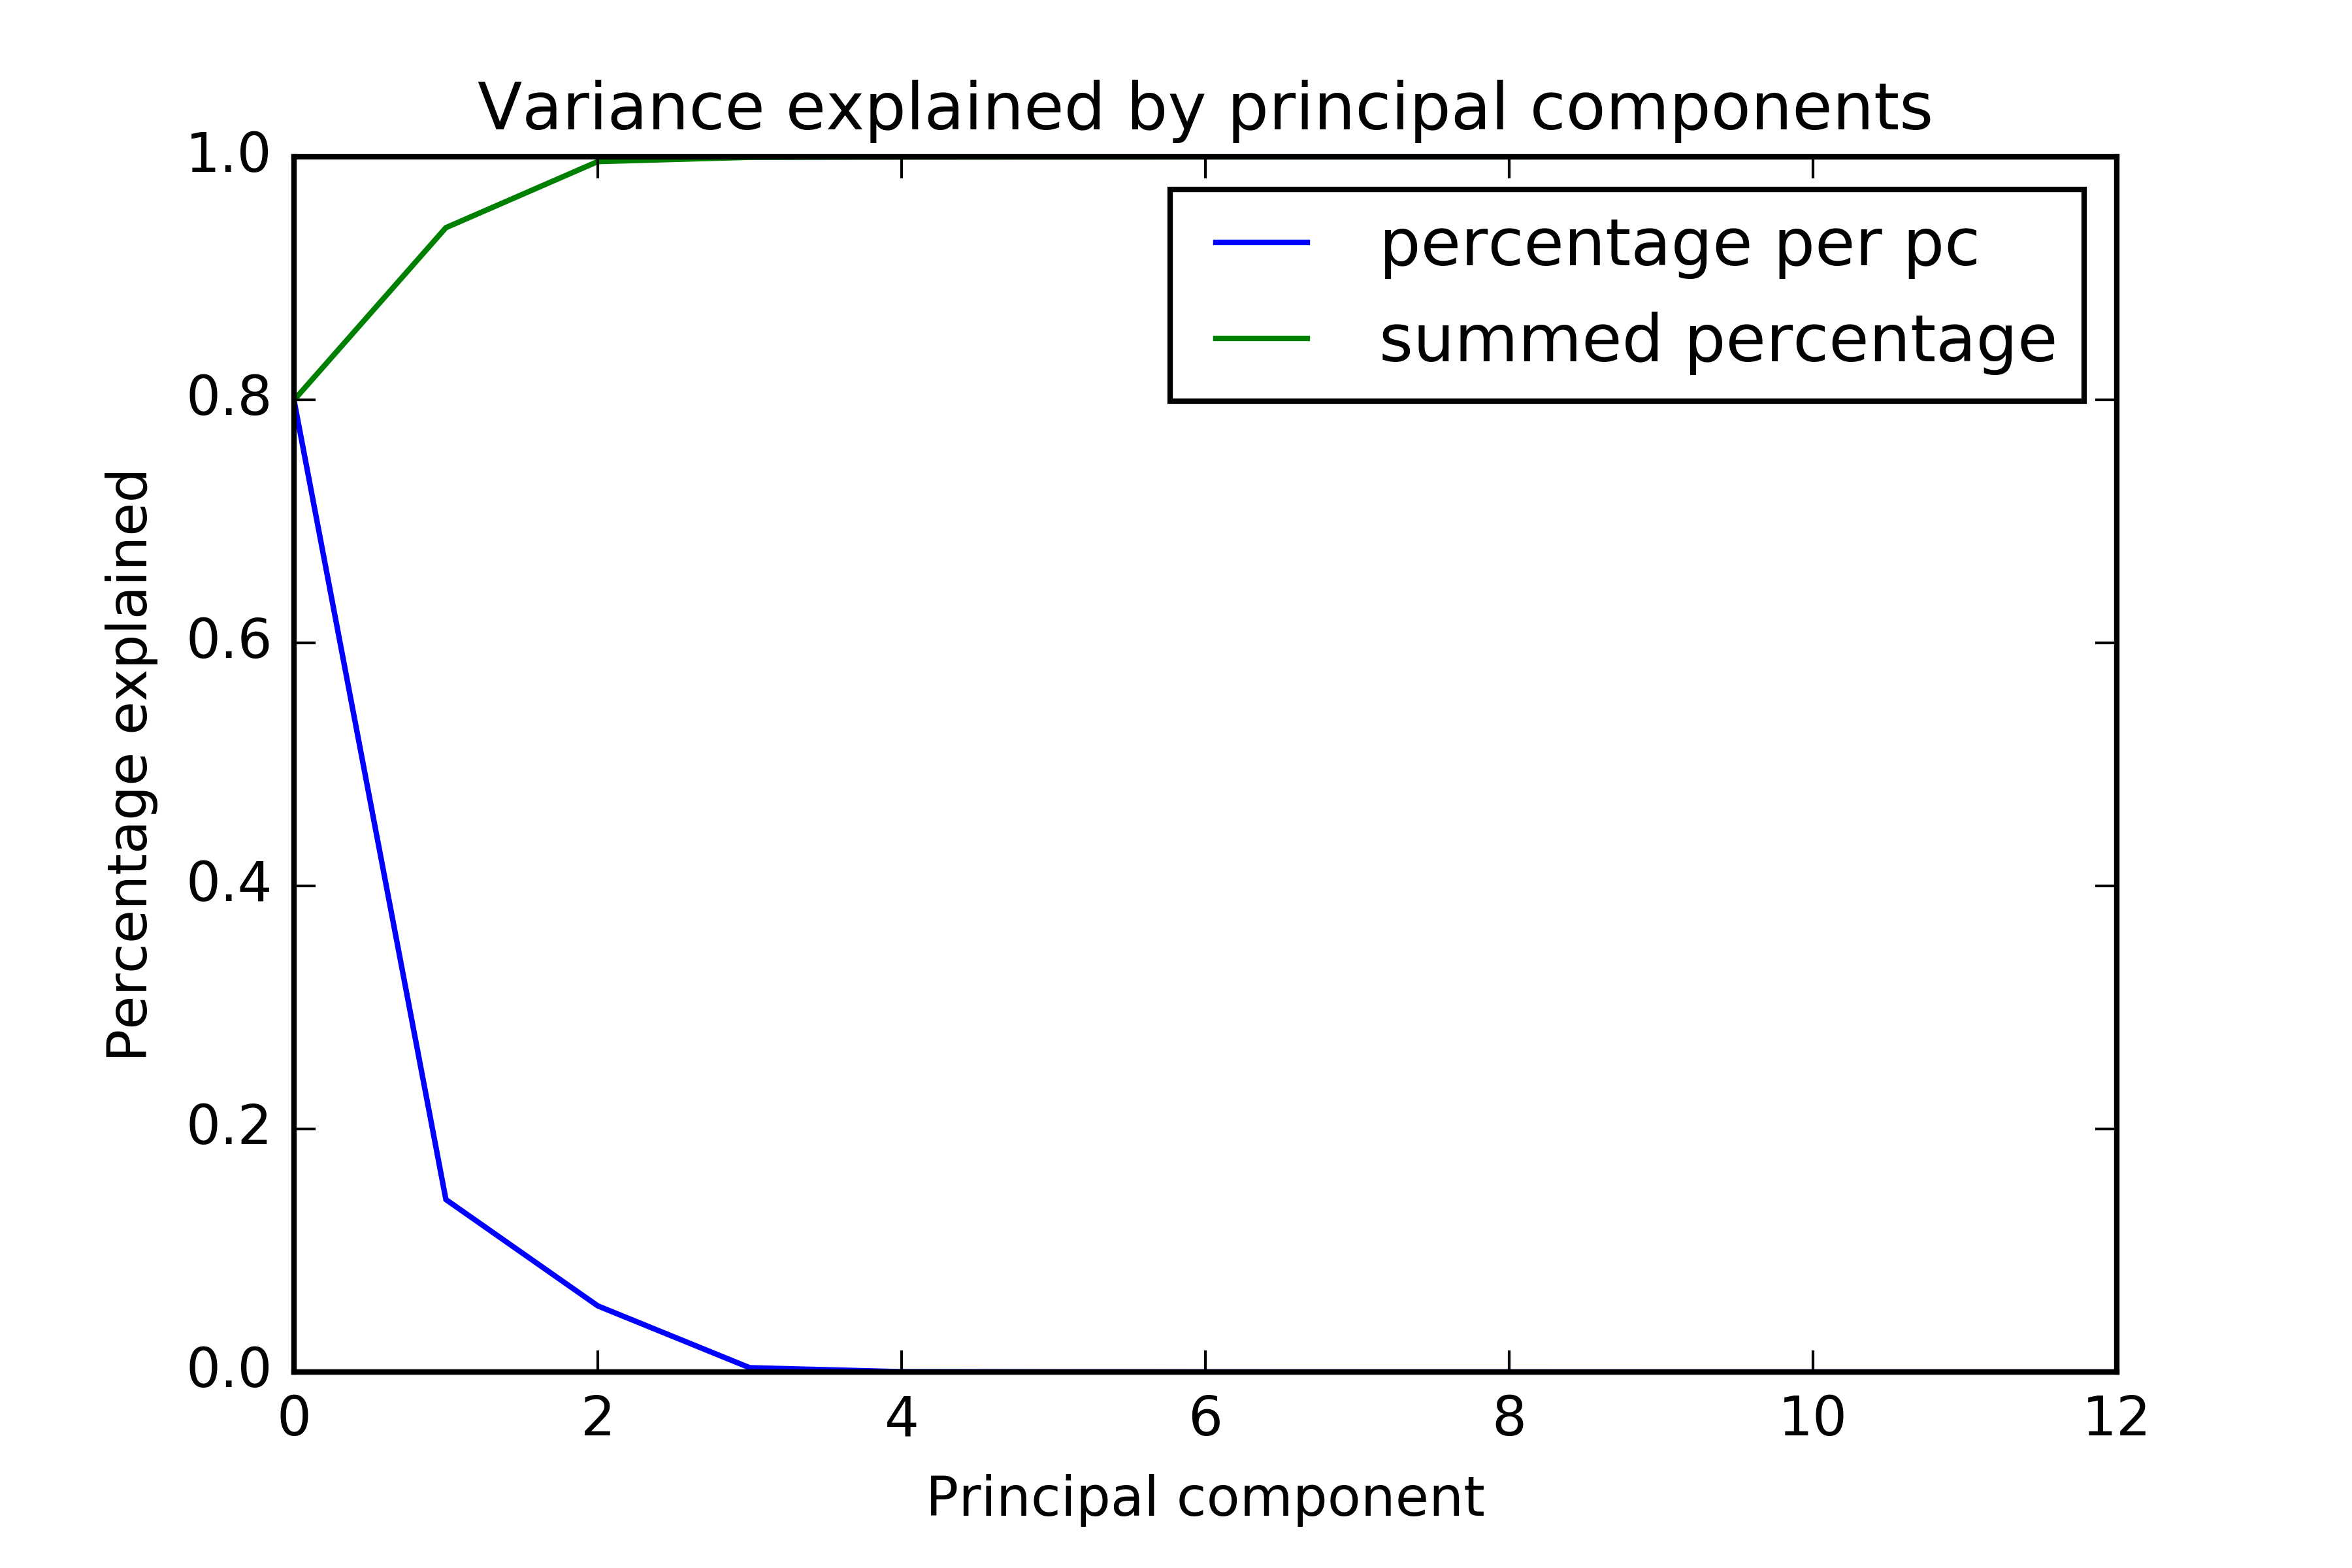 Variance explained by principal components
1.0
0.8
0.6
0.4
0.2
0.0
percentage per pc
summed percentage
Percentage explained
0 2 4 6 8 10 12
Principal component